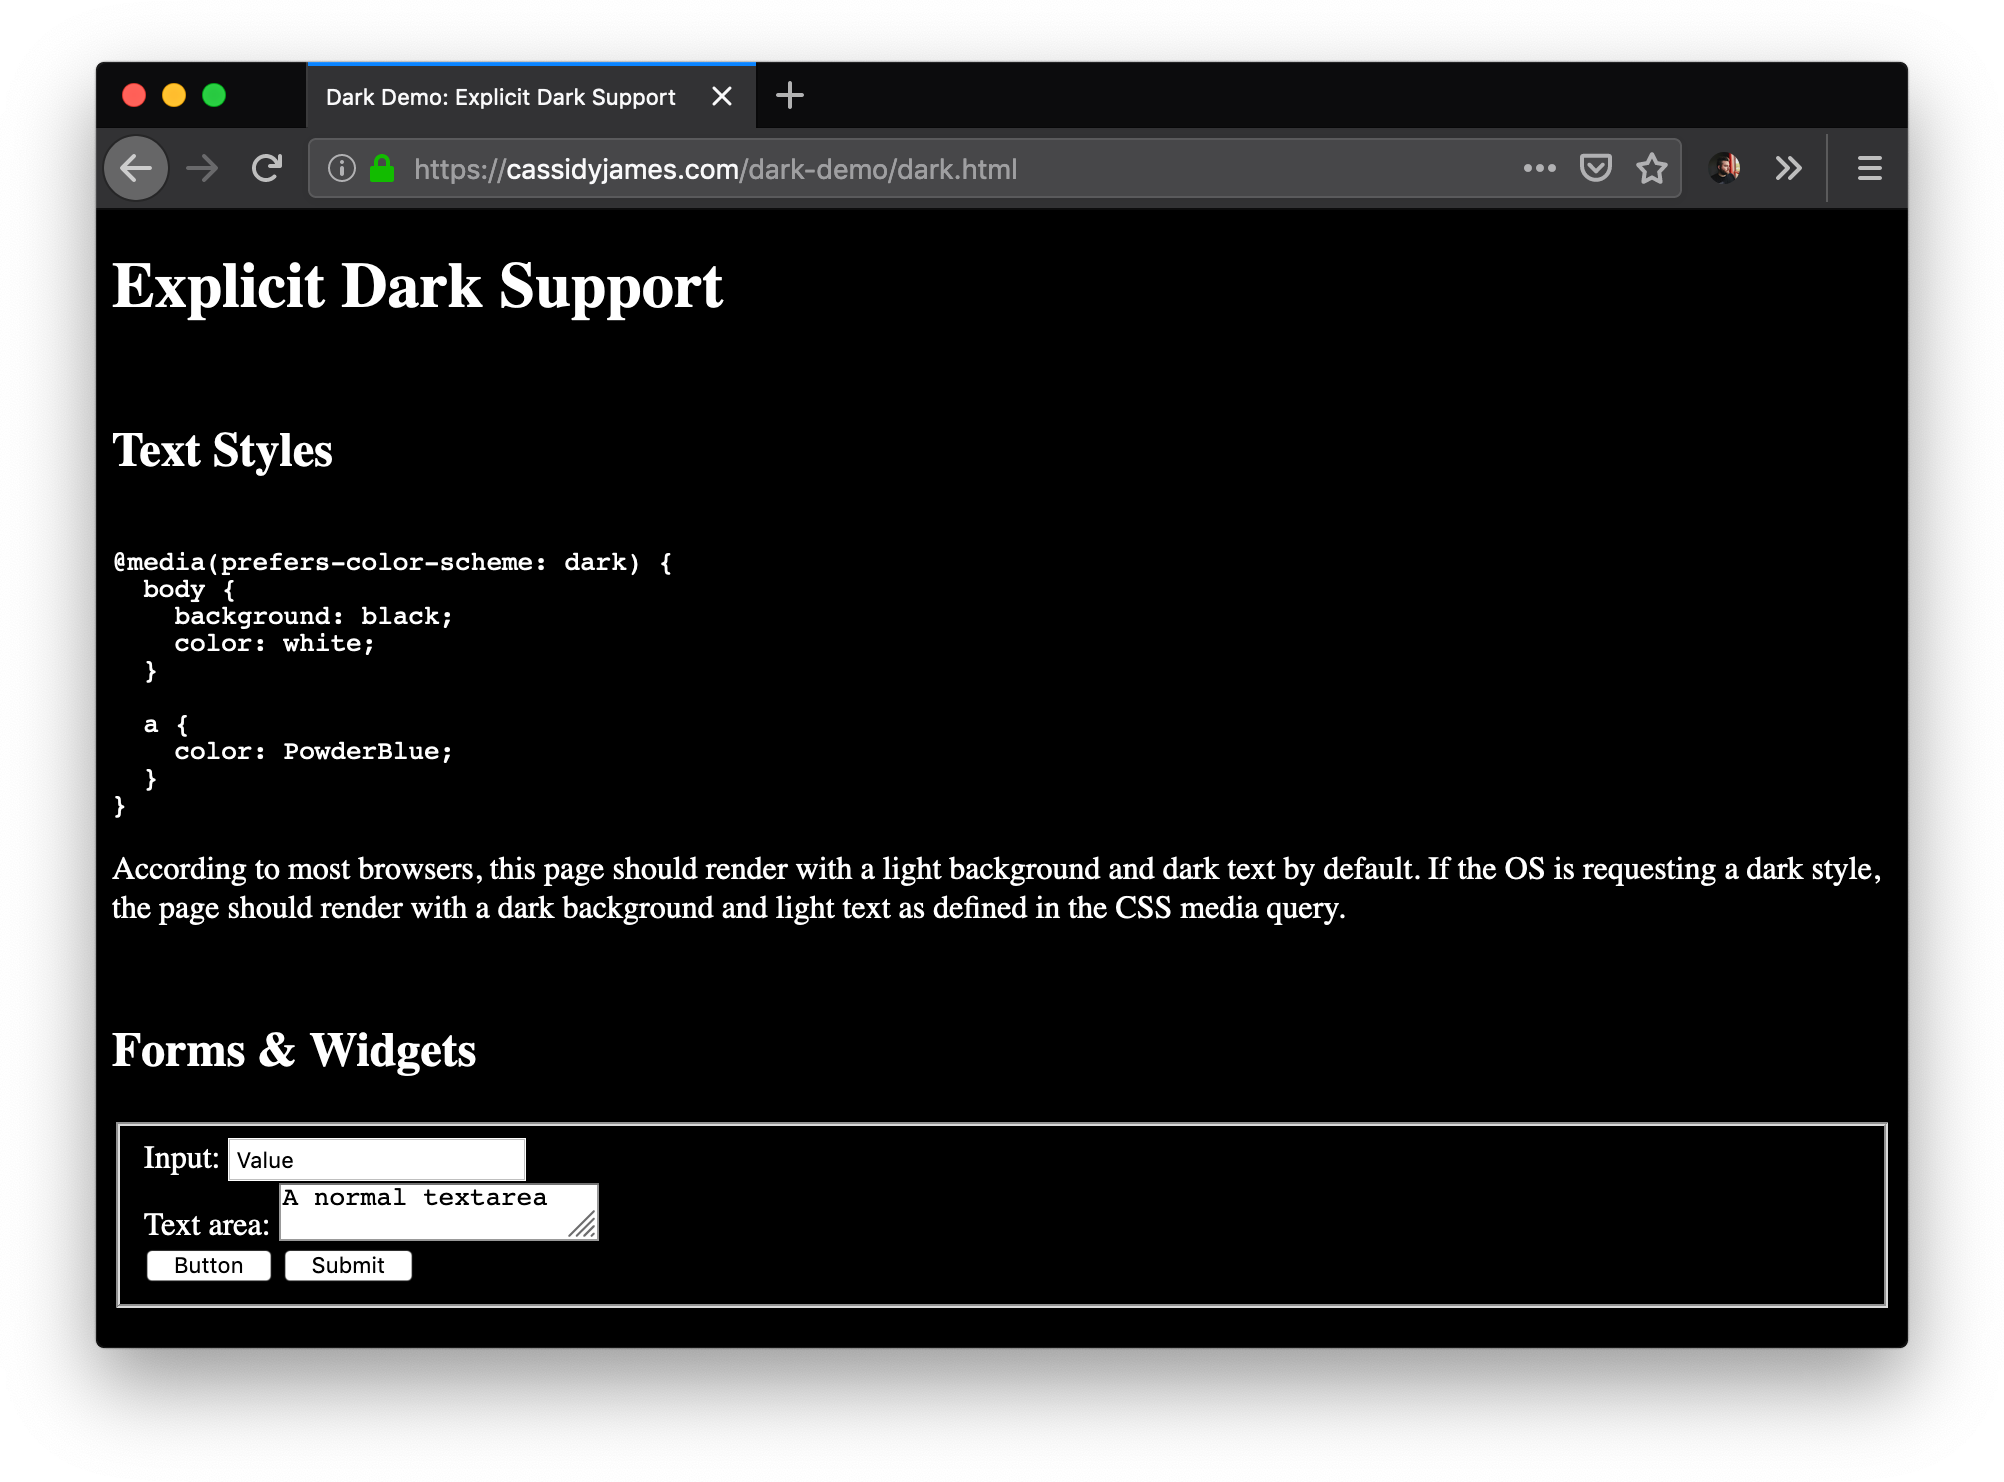 Dark Demo: Explicit Dark Support
https://cassidyjames.com/dark-demo/dark.html
Explicit Dark Support
Text Styles
@media(prefers-color-scheme: dark) {
  body {
    background: black;
    color: white;
  }
  a {
    color: PowderBlue;
  }
}
According to most browsers, this page should render with a light background and dark text by default. If the OS is requesting a dark style,
the page should render with a dark background and light text as defined in the CSS media query.
Forms & Widgets
Input: Value
Text area: A normal textarea
Button Submit